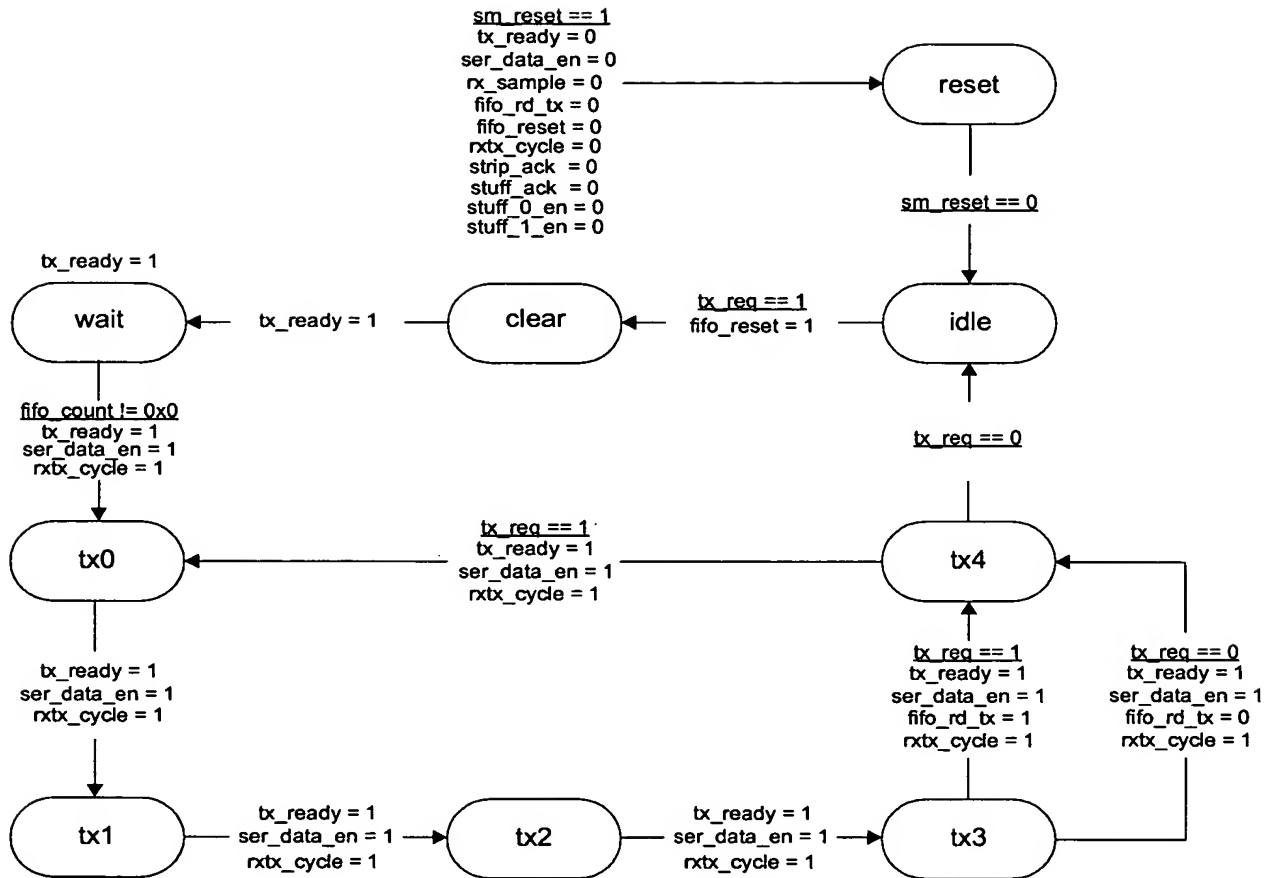 sm_reset == 1
tx_ready = 0
ser_data_en = 0
rx_sample = 0
fifo_rd_tx = 0
fifo_reset = 0
rxtx_cycle = 0
strip_ack = 0
stuff_ack = 0
stuff_0_en = 0
stuff_1_en = 0
reset
sm_reset == 0
tx_ready = 1
wait
tx_ready = 1
clear
tx_req == 1
fifo_reset = 1
idle
fifo_count != 0x0
tx_ready = 1
ser_data_en = 1
rxtx_cycle = 1
tx_req == 0
tx0
tx_req == 1
tx_ready = 1
ser_data_en = 1
rxtx_cycle = 1
tx4
tx_ready = 1
ser_data_en = 1
rxtx_cycle = 1
tx_req == 1
tx_ready = 1
ser_data_en = 1
fifo_rd_tx = 1
rxtx_cycle = 1
tx_req == 0
tx_ready = 1
ser_data_en = 1
fifo_rd_tx = 0
rxtx_cycle = 1
tx1
tx_ready = 1
ser_data_en = 1
rxtx_cycle = 1
tx2
tx_ready = 1
ser_data_en = 1
rxtx_cycle = 1
tx3